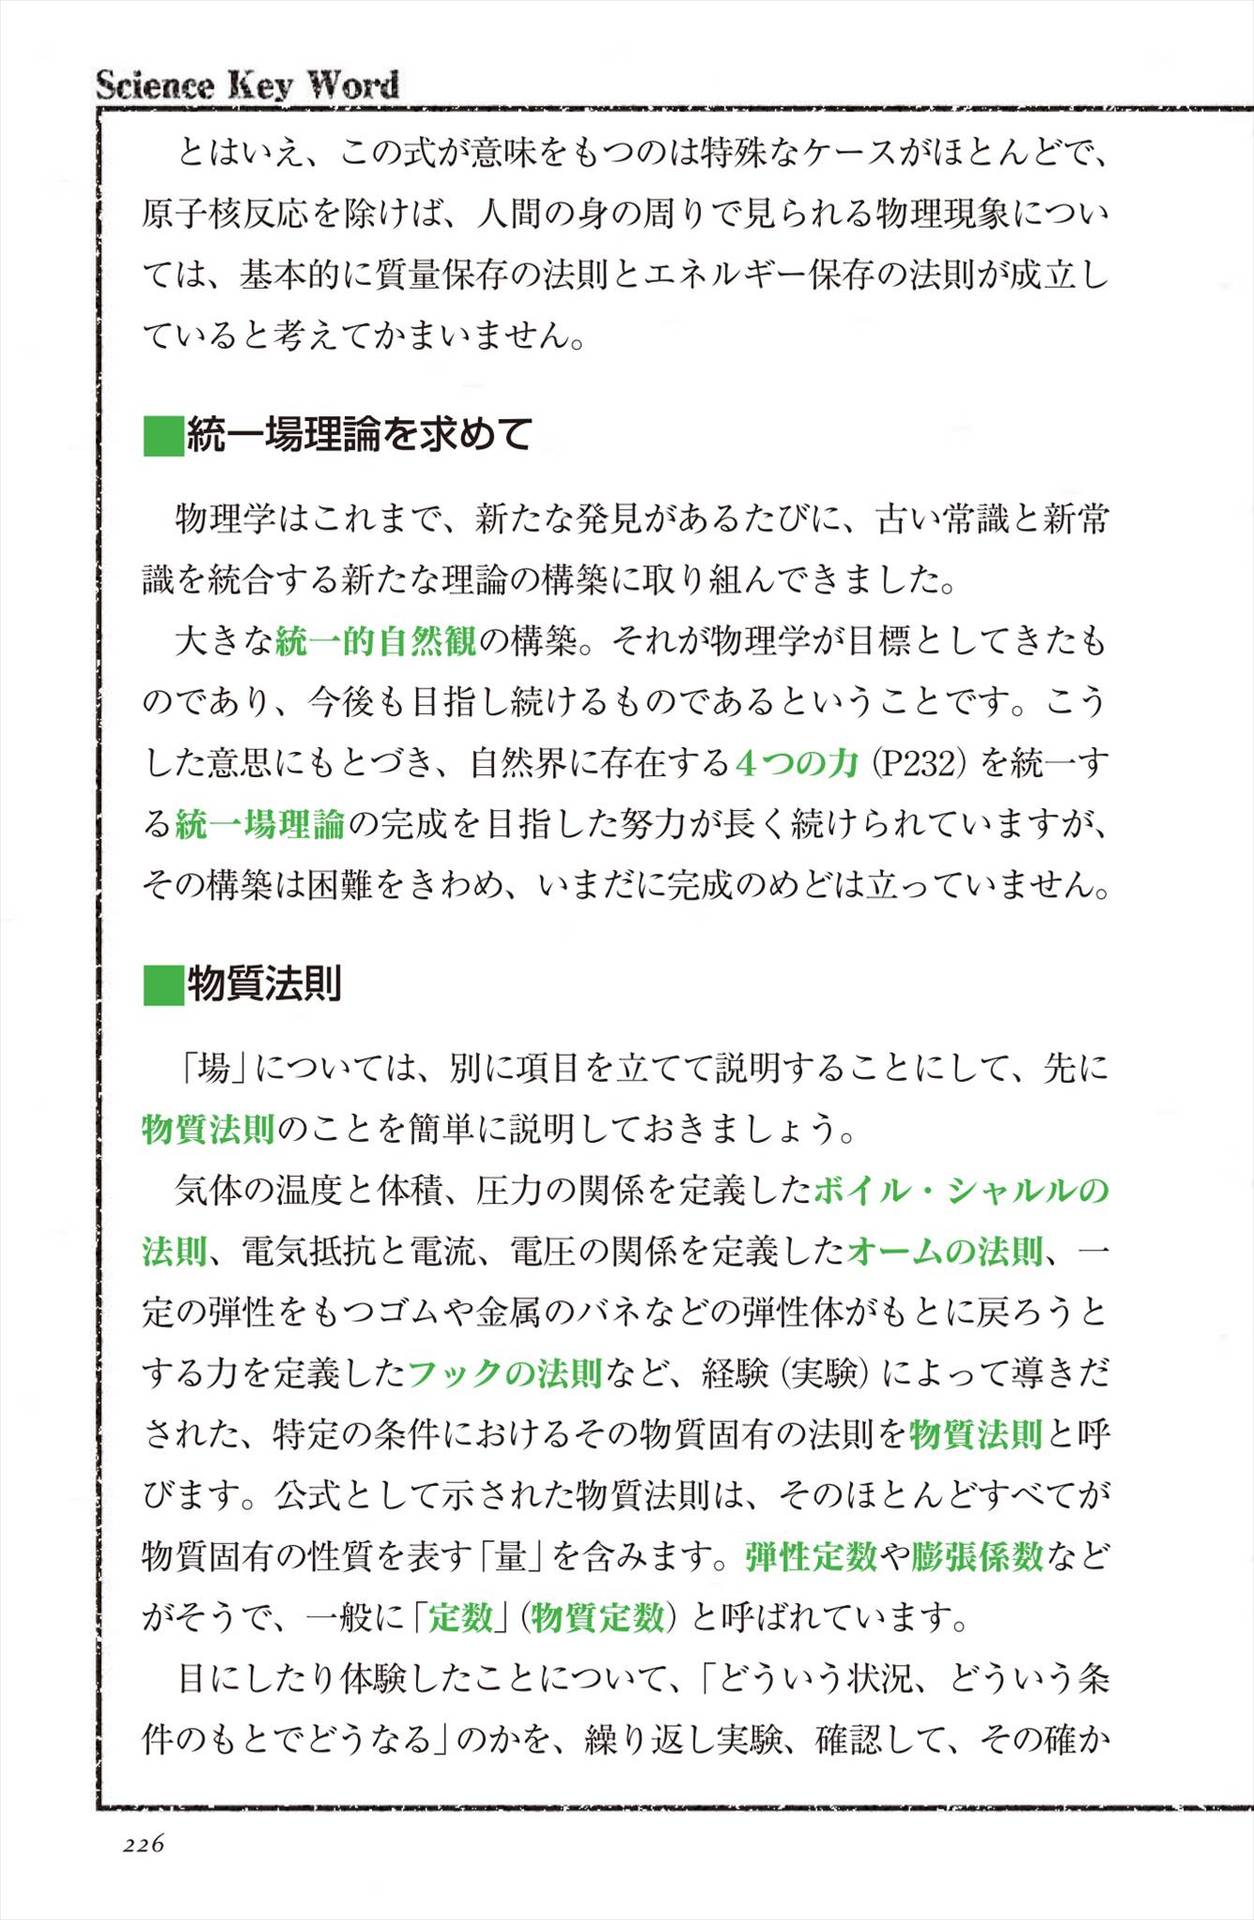 Science Key Word
とはいえ、この式が意味をもつのは特殊なケースがほとんどで、
原子核反応を除けば、人間の身の周りで見られる物理現象につい
ては、基本的に質量保存の法則とエネルギー保存の法則が成立し
ていると考えてかまいません。
■統一場理論を求めて
物理学はこれまで、新たな発見があるたびに、古い常識と新常
識を統合する新たな理論の構築に取り組んできました。
大きな統一的自然観の構築。それが物理学が目標としてきたも
のであり、今後も目指し続けるものであるということです。こう
した意思にもとづき、自然界に存在する4つの力（P232）を統一す
る統一場理論の完成を目指した努力が長く続けられていますが、
その構築は困難をきわめ、いまだに完成のめどは立っていません。
■物質法則
「場」については、別に項目を立てて説明することにして、先に
物質法則のことを簡単に説明しておきましょう。
気体の温度と体積、圧力の関係を定義したボイル・シャルルの
法則、電気抵抗と電流、電圧の関係を定義したオームの法則、一
定の弾性をもつゴムや金属のバネなどの弾性体がもとに戻ろうと
する力を定義したフックの法則など、経験（実験）によって導きだ
された、特定の条件におけるその物質固有の法則を物質法則と呼
びます。公式として示された物質法則は、そのほとんどすべてが
物質固有の性質を表す「量」を含みます。弾性定数や膨張係数など
がそうで、一般に「定数」（物質定数）と呼ばれています。
目にしたり体験したことについて、「どういう状況、どういう条
件のもとでどうなる」のかを、繰り返し実験、確認して、その確か
226